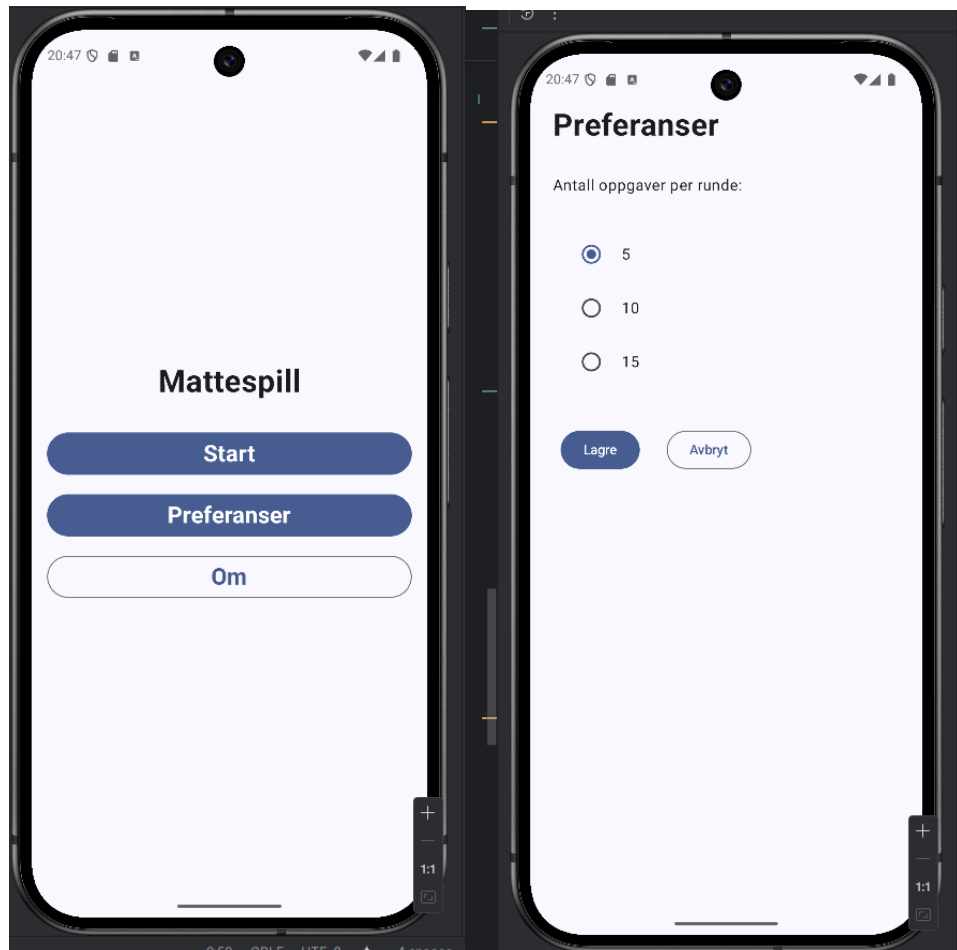 20:47
Mattespill
Start
Preferanser
Om
1:1
20:47
Preferanser
Antall oppgaver per runde:
5
10
15
Lagre
Avbryt
1:1